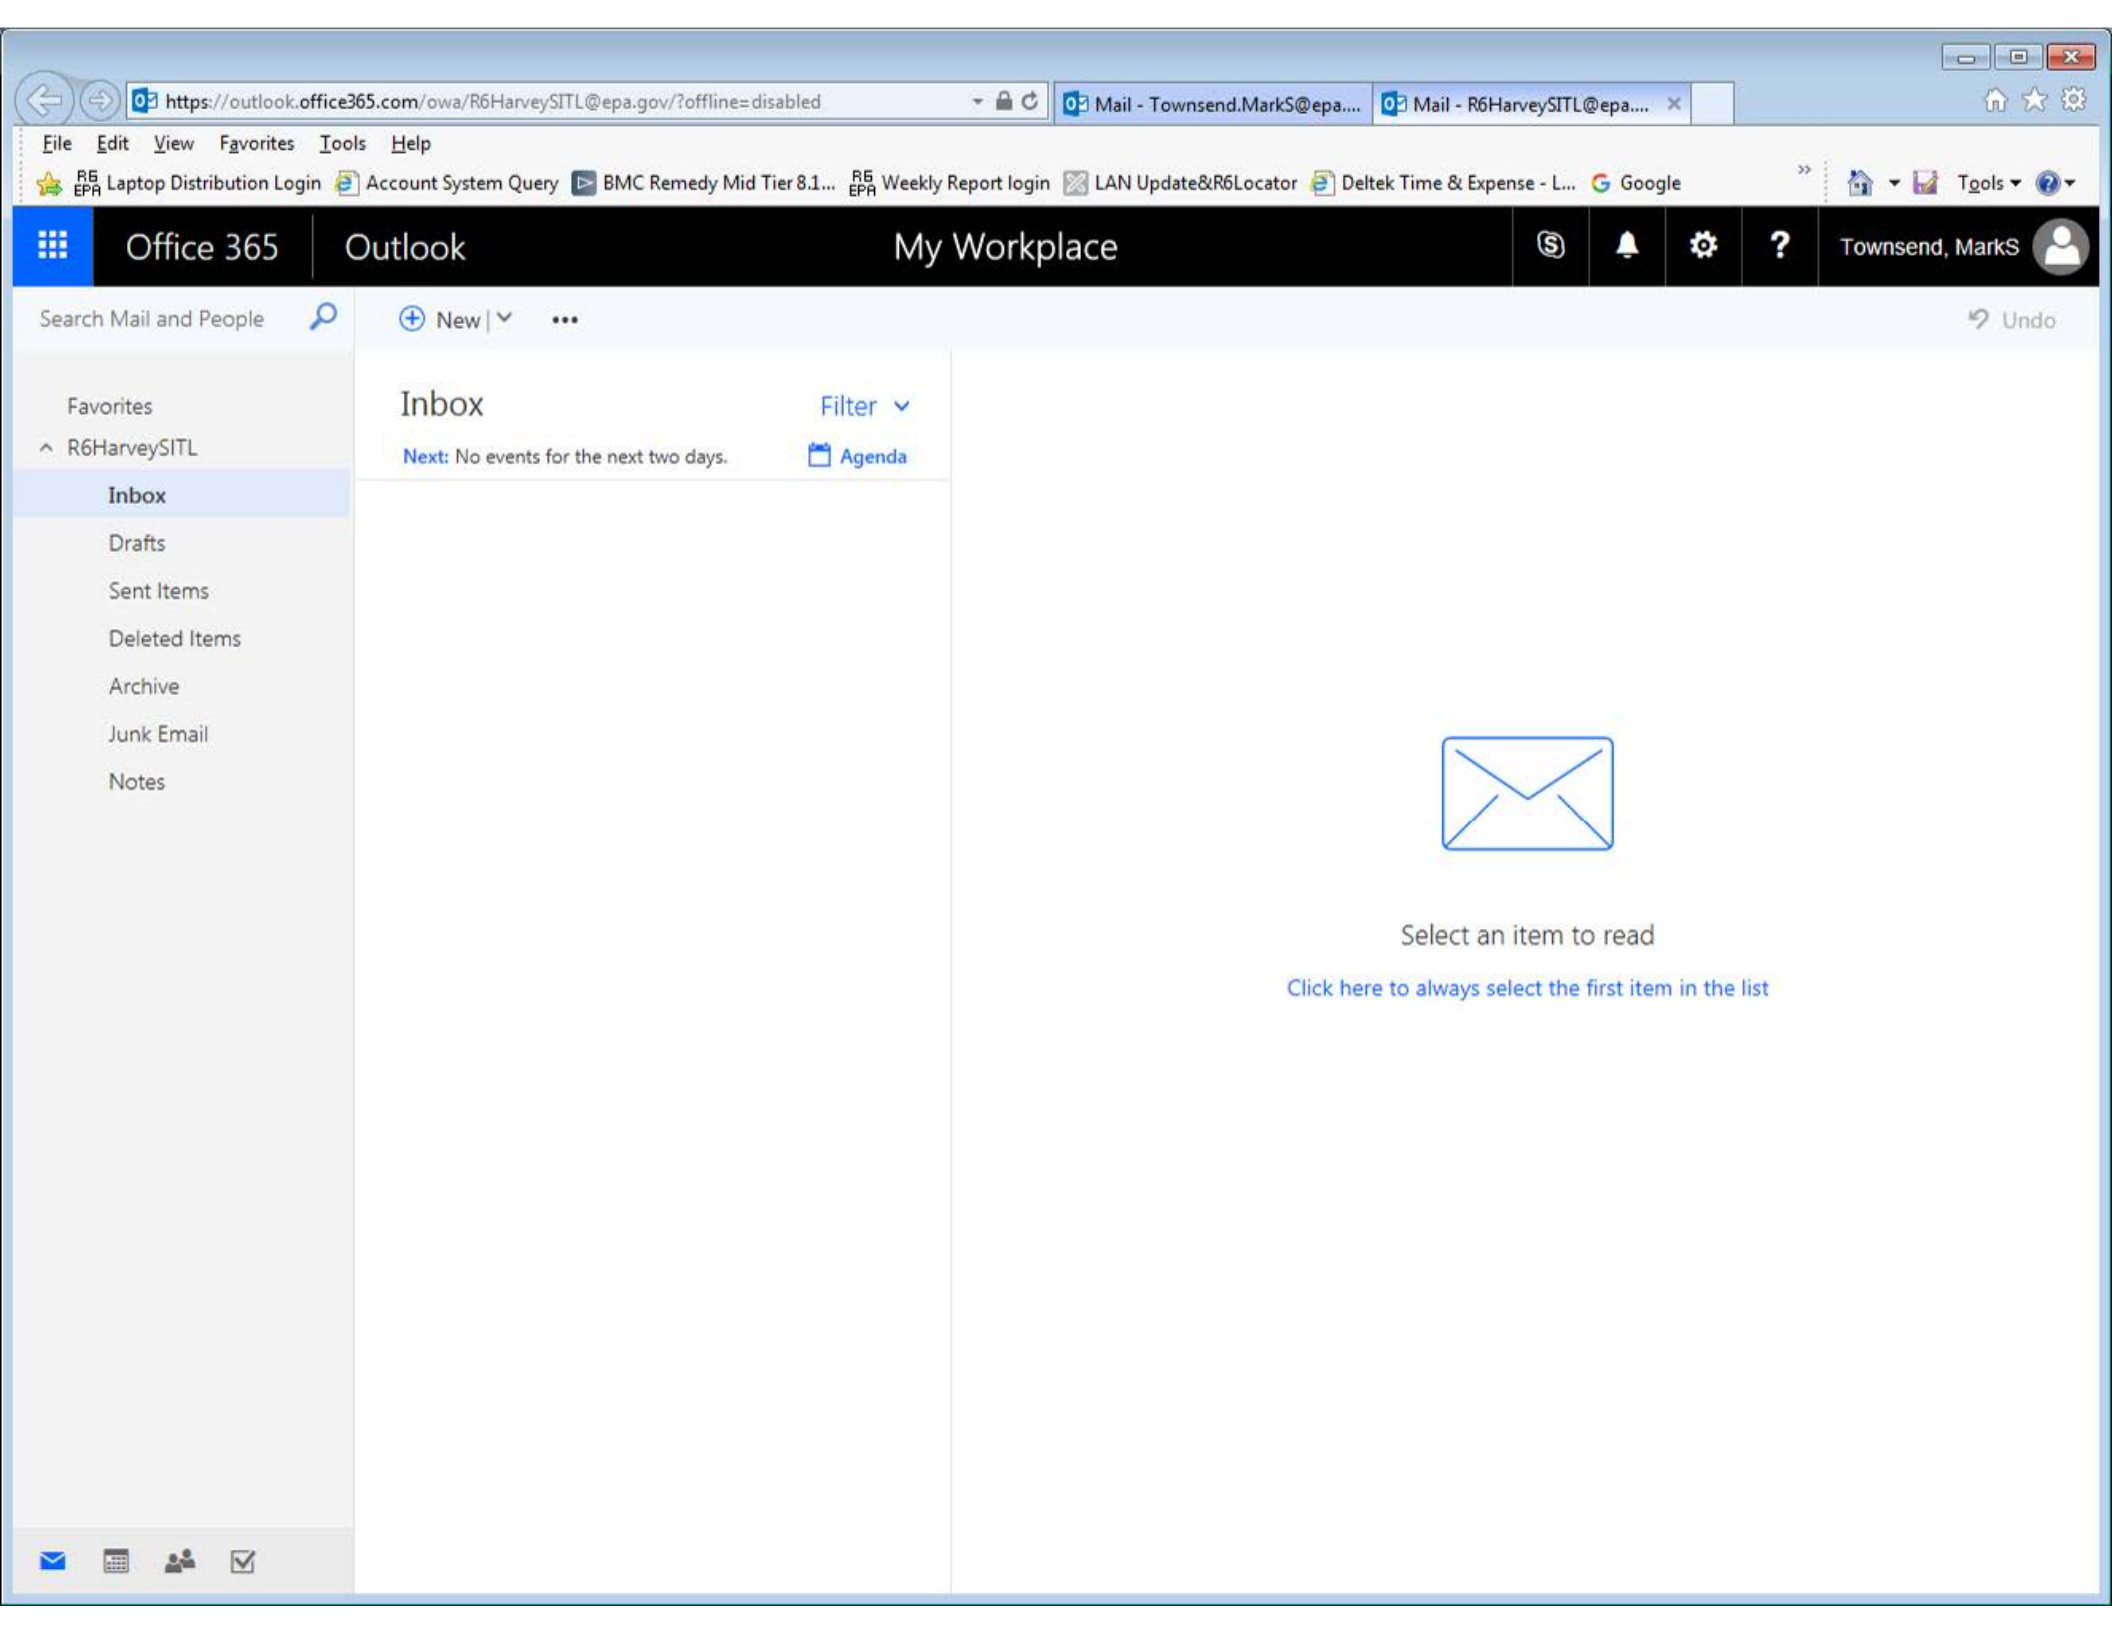 https://outlook.office365.com/owa/R6HarveySITL@epa.gov/?offline=disabled
Mail - Townsend.MarkS@epa....
Mail - R6HarveySITL@epa....
File Edit View Favorites Tools Help
R6 EPA Laptop Distribution Login Account System Query BMC Remedy Mid Tier 8.1... R6 EPA Weekly Report login LAN Update&R6Locator Deltek Time & Expense - L... Google » Tools
Office 365 Outlook My Workplace ? Townsend, MarkS
Search Mail and People New ... Undo
Favorites
R6HarveySITL
Inbox
Drafts
Sent Items
Deleted Items
Archive
Junk Email
Notes
Inbox Filter
Next: No events for the next two days. Agenda
Select an item to read
Click here to always select the first item in the list